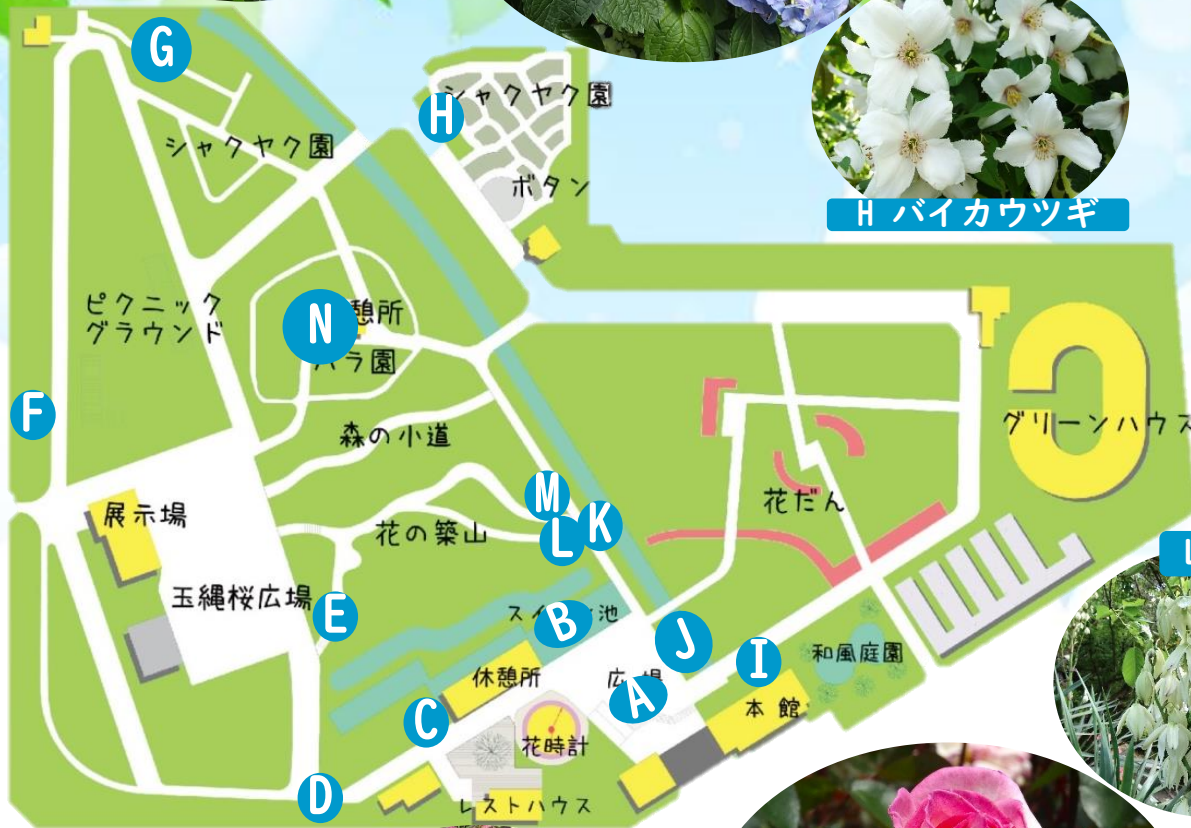 G
シャクヤク園
H
シャクヤク園
ボタン
H バイカウツギ
ピクニック
グラウンド
N
憩所
ラ園
F
森の小道
グリーンハウス
展示場
花の築山
M
L
K
花だん
玉縄桜広場
E
B
池
J
I
和風庭園
休憩所
A
本館
C
花時計
D
レストハウス